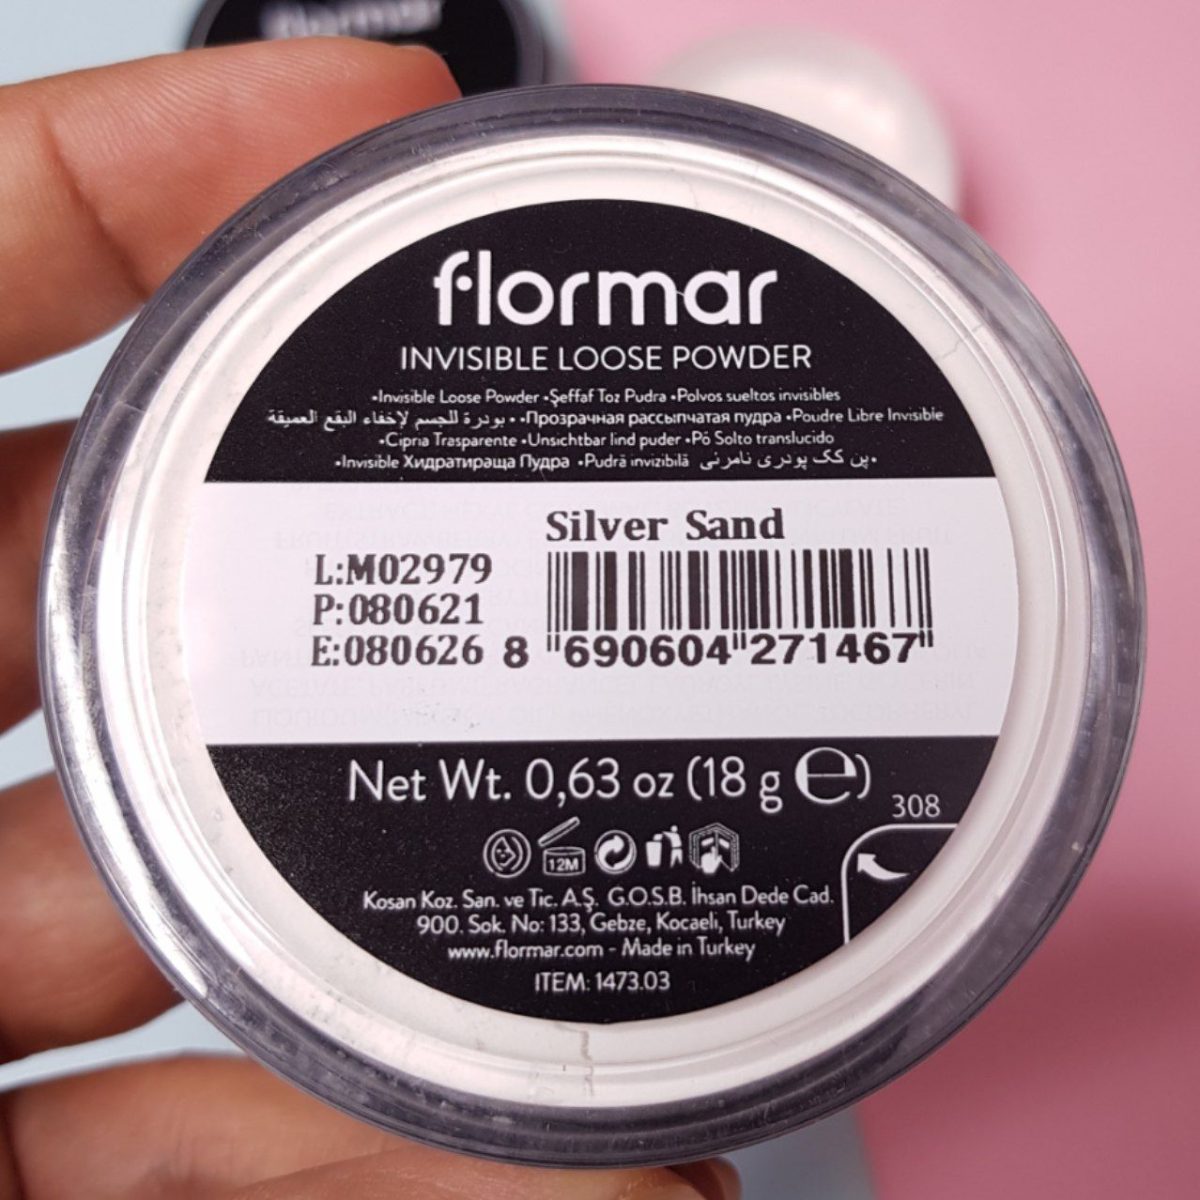 flormar
flormar
INVISIBLE LOOSE POWDER
•Invisible Loose Powder •Şeffaf Toz Pudra •Polvos sueltos invisibles
بودرة للجسم لإخفاء البقع العميقة • •Прозрачная рассыпчатая пудра •Poudre Libre Invisible
•Cipria Trasparente •Unsichtbar lind puder •Pó Solto translucido
•Invisible Хидратираща Пудра •Pudră invizibilă پن کک پودری نامرئی•
Silver Sand
L:M02979
P:080621
E:080626
8 "690604"271467"
Net Wt. 0,63 oz (18 g ℮)
308
12M
Kosan Koz. San. ve Tic. A.Ş. G.O.S.B. İhsan Dede Cad.
900. Sok. No: 133, Gebze, Kocaeli, Turkey
www.flormar.com - Made in Turkey
ITEM: 1473.03